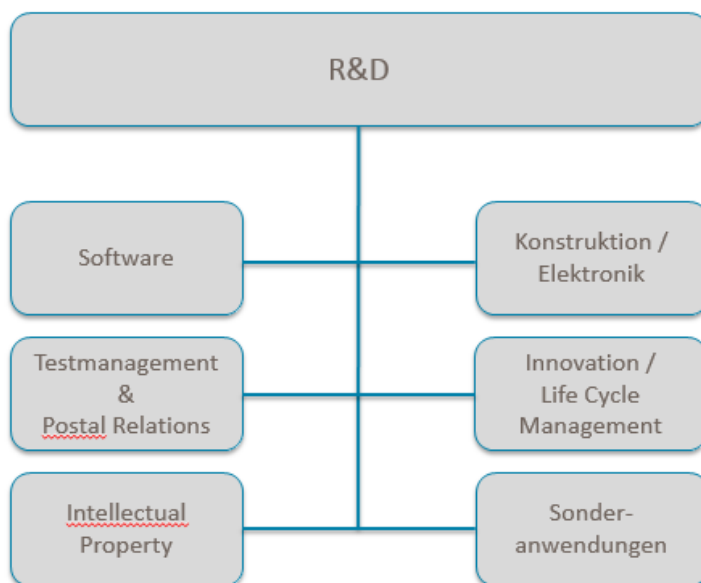 R&D
Software
Konstruktion /
Elektronik
Testmanagement
&
Postal Relations
Innovation /
Life Cycle
Management
Intellectual
Property
Sonder-
anwendungen